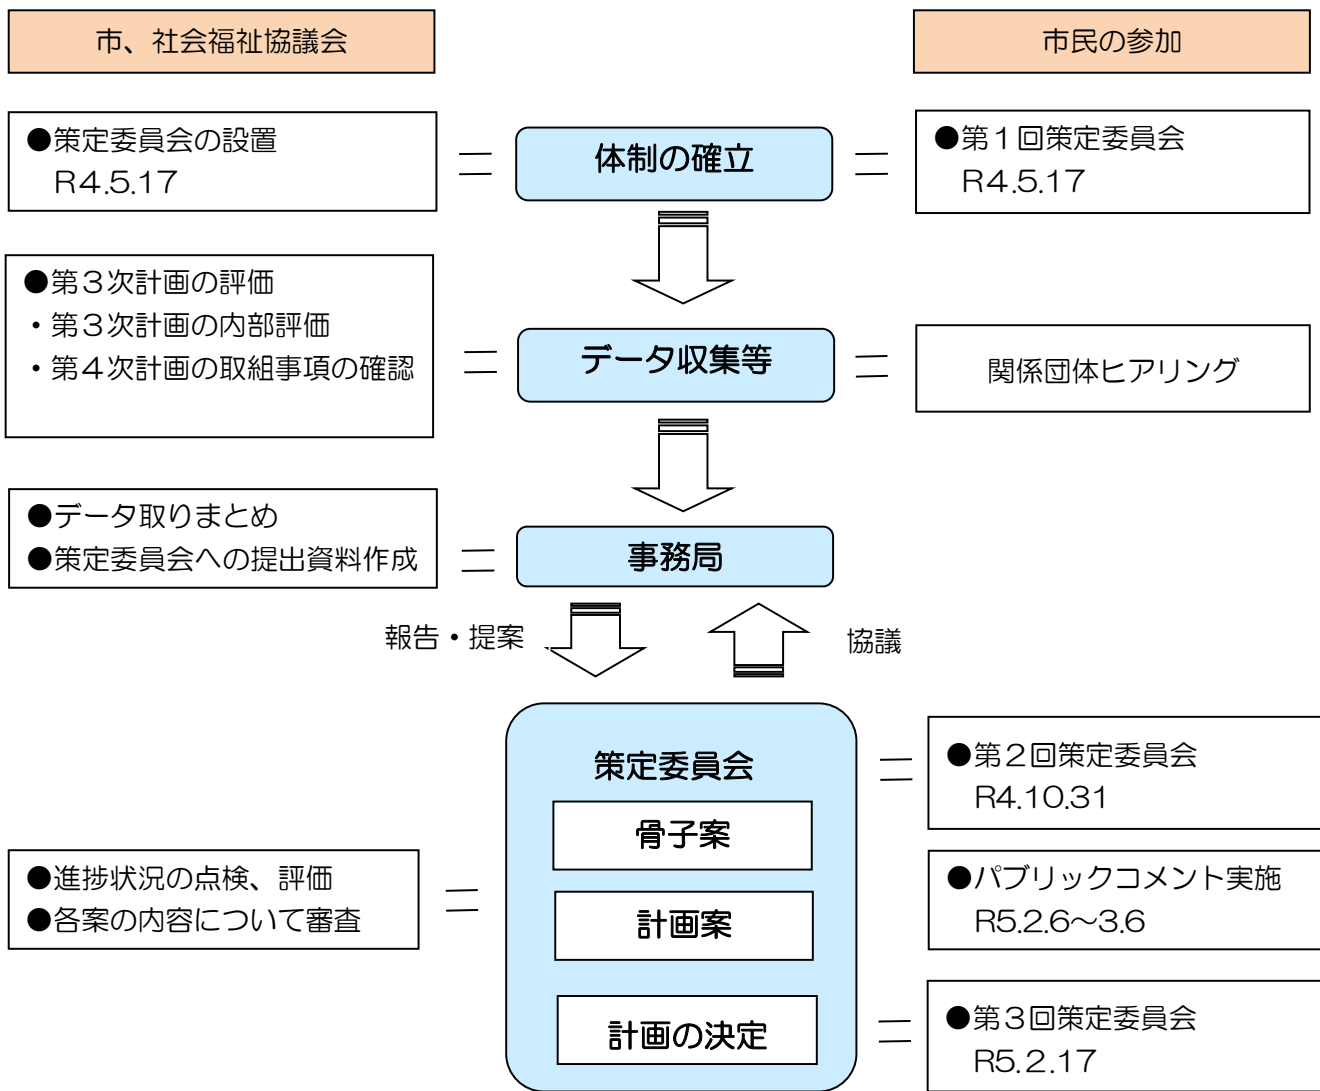 市、社会福祉協議会
市民の参加
●策定委員会の設置
R4.5.17
体制の確立
●第１回策定委員会
R4.5.17
●第３次計画の評価
・第３次計画の内部評価
・第４次計画の取組事項の確認
データ収集等
関係団体ヒアリング
●データ取りまとめ
●策定委員会への提出資料作成
事務局
報告・提案
協議
策定委員会
骨子案
計画案
計画の決定
●第２回策定委員会
R4.10.31
●進捗状況の点検、評価
●各案の内容について審査
●パブリックコメント実施
R5.2.6～3.6
●第３回策定委員会
R5.2.17